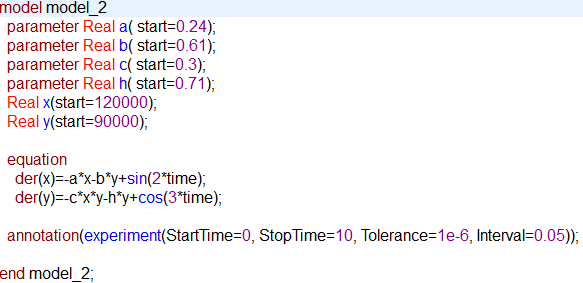 model model_2
parameter Real a( start=0.24);
parameter Real b( start=0.61);
parameter Real c( start=0.3);
parameter Real h( start=0.71);
Real x(start=120000);
Real y(start=90000);
equation
der(x)=-a*x-b*y+sin(2*time);
der(y)=-c*x*y-h*y+cos(3*time);
annotation(experiment(StartTime=0, StopTime=10, Tolerance=1e-6, Interval=0.05));
end model_2;